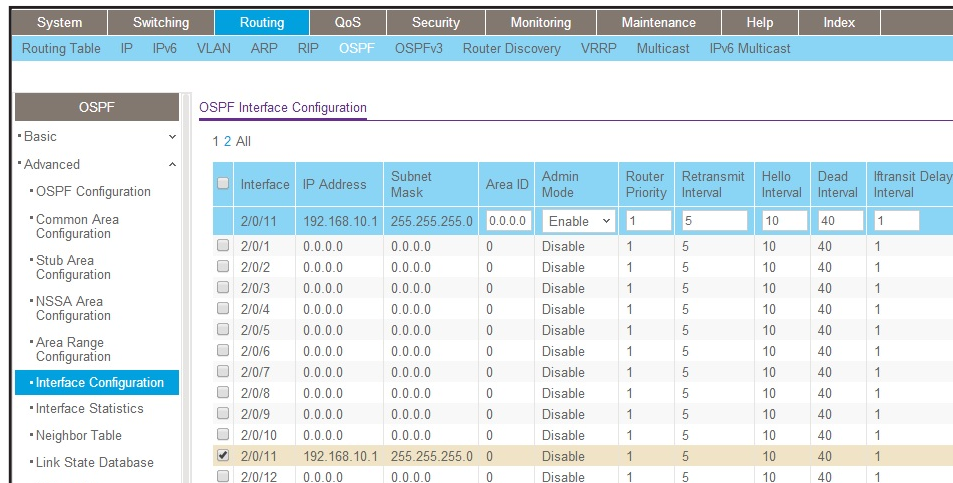 System Switching Routing QoS Security Monitoring Maintenance Help Index
Routing Table IP IPv6 VLAN ARP RIP OSPF OSPFv3 Router Discovery VRRP Multicast IPv6 Multicast
OSPF
Basic
Advanced
OSPF Configuration
Common Area
Configuration
Stub Area
Configuration
NSSA Area
Configuration
Area Range
Configuration
Interface Configuration
Interface Statistics
Neighbor Table
Link State Database
OSPF Interface Configuration
1 2 All
Interface IP Address Subnet Mask Area ID Admin Mode Router Priority Retransmit Interval Hello Interval Dead Interval Iftransit Delay Interval
2/0/11 192.168.10.1 255.255.255.0 0.0.0.0 Enable 1 5 10 40 1
2/0/1 0.0.0.0 0.0.0.0 0 Disable 1 5 10 40 1
2/0/2 0.0.0.0 0.0.0.0 0 Disable 1 5 10 40 1
2/0/3 0.0.0.0 0.0.0.0 0 Disable 1 5 10 40 1
2/0/4 0.0.0.0 0.0.0.0 0 Disable 1 5 10 40 1
2/0/5 0.0.0.0 0.0.0.0 0 Disable 1 5 10 40 1
2/0/6 0.0.0.0 0.0.0.0 0 Disable 1 5 10 40 1
2/0/7 0.0.0.0 0.0.0.0 0 Disable 1 5 10 40 1
2/0/8 0.0.0.0 0.0.0.0 0 Disable 1 5 10 40 1
2/0/9 0.0.0.0 0.0.0.0 0 Disable 1 5 10 40 1
2/0/10 0.0.0.0 0.0.0.0 0 Disable 1 5 10 40 1
2/0/11 192.168.10.1 255.255.255.0 0 Disable 1 5 10 40 1
2/0/12 0.0.0.0 0.0.0.0 0 Disable 1 5 10 40 1